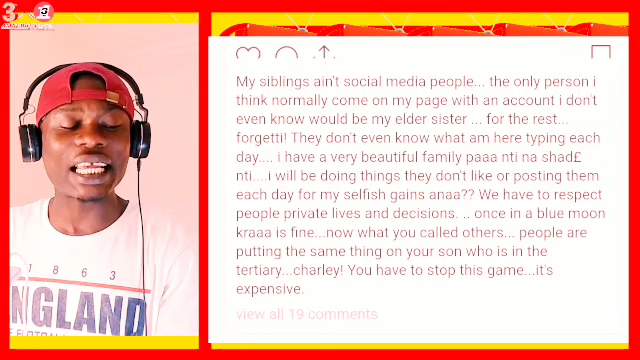 3
3
My siblings ain't social media people... the only person i
think normally come on my page with an account i don't
even know would be my elder sister ... for the rest...
forgetti! They don't even know what am here typing each
day.... i have a very beautiful family paaa nti na shad£
nti....i will be doing things they don't like or posting them
each day for my selfish gains anaa?? We have to respect
people private lives and decisions. .. once in a blue moon
kraaa is fine...now what you called others... people are
putting the same thing on your son who is in the
tertiary...charley! You have to stop this game...it's
expensive.
view all 19 comments
1 8 6 3
NGLAND